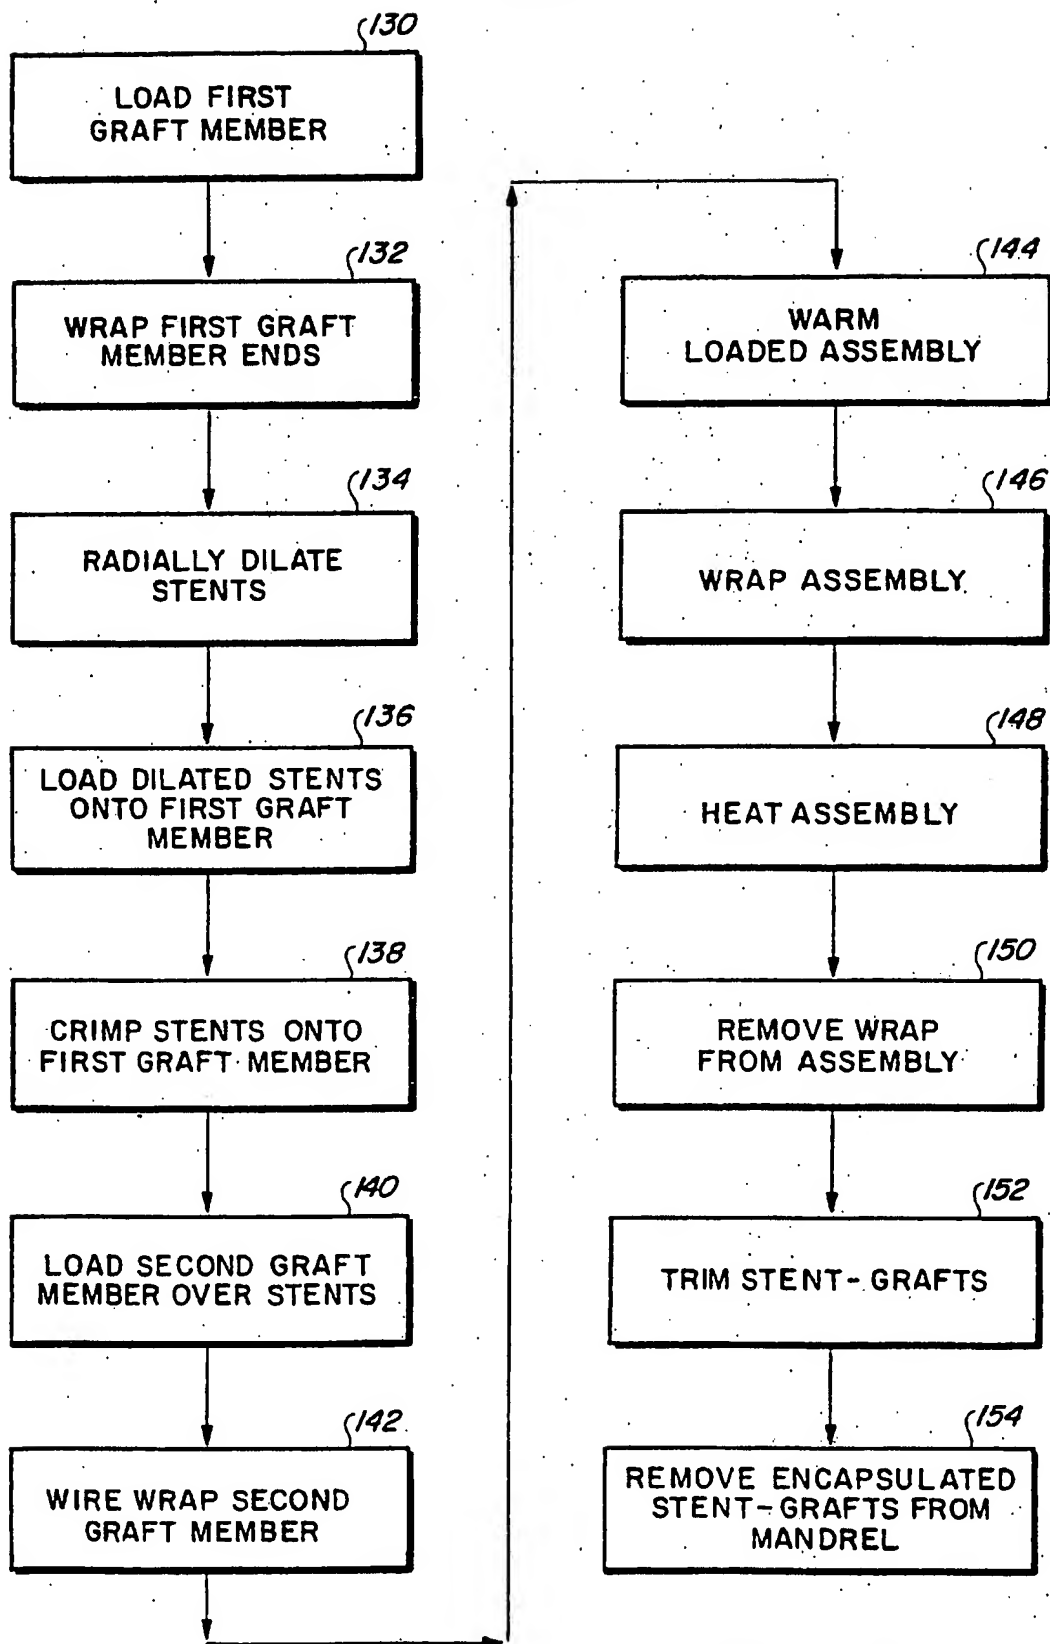 130
LOAD FIRST
GRAFT MEMBER
132
WRAP FIRST GRAFT
MEMBER ENDS
134
RADIALLY DILATE
STENTS
136
LOAD DILATED STENTS
ONTO FIRST GRAFT
MEMBER
138
CRIMP STENTS ONTO
FIRST GRAFT MEMBER
140
LOAD SECOND GRAFT
MEMBER OVER STENTS
142
WIRE WRAP SECOND
GRAFT MEMBER
144
WARM
LOADED ASSEMBLY
146
WRAP ASSEMBLY
148
HEAT ASSEMBLY
150
REMOVE WRAP
FROM ASSEMBLY
152
TRIM STENT-GRAFTS
154
REMOVE ENCAPSULATED
STENT-GRAFTS FROM
MANDREL